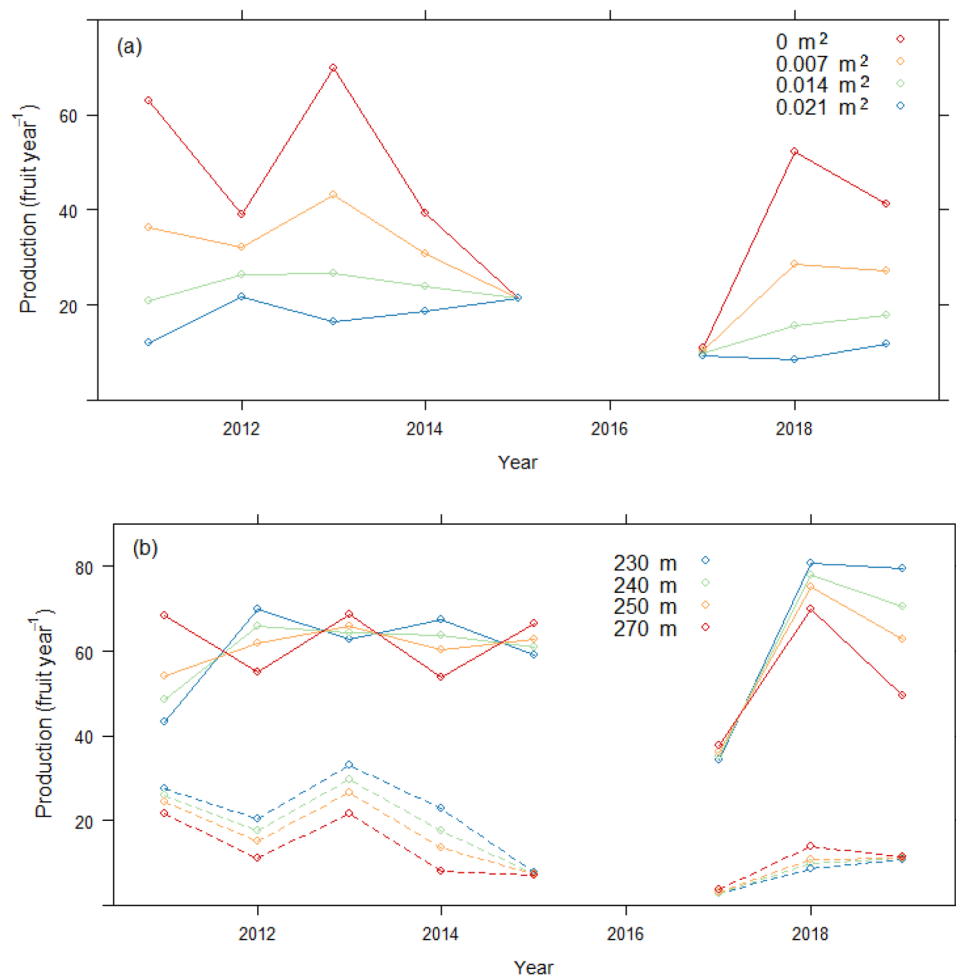 (a)
0 m²
0.007 m²
0.014 m²
0.021 m²
Production (fruit year⁻¹)
60
40
20
2012 2014 2016 2018
Year
(b)
230 m
240 m
250 m
270 m
Production (fruit year⁻¹)
80
60
40
20
2012 2014 2016 2018
Year